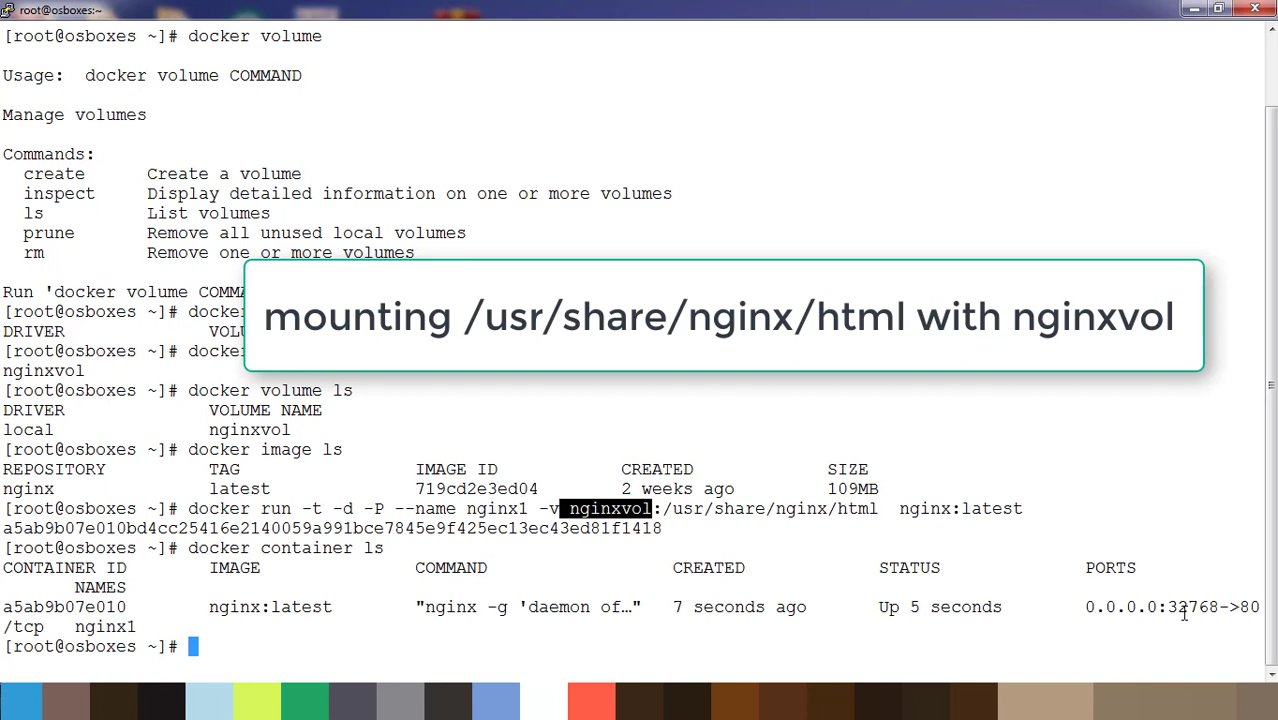 root@osboxes:~
[root@osboxes ~]# docker volume
Usage:  docker volume COMMAND
Manage volumes
Commands:
  create      Create a volume
  inspect     Display detailed information on one or more volumes
  ls          List volumes
  prune       Remove all unused local volumes
  rm          Remove one or more volumes
Run 'docker volume COMM
[root@osboxes ~]# docke
DRIVER              VOL
[root@osboxes ~]# docke
mounting /usr/share/nginx/html with nginxvol
nginxvol
[root@osboxes ~]# docker volume ls
DRIVER              VOLUME NAME
local               nginxvol
[root@osboxes ~]# docker image ls
REPOSITORY          TAG                 IMAGE ID            CREATED             SIZE
nginx               latest              719cd2e3ed04        2 weeks ago         109MB
[root@osboxes ~]# docker run -t -d -P --name nginx1 -v nginxvol:/usr/share/nginx/html  nginx:latest
a5ab9b07e010bd4cc25416e2140059a991bce7845e9f425ec13ec43ed81f1418
[root@osboxes ~]# docker container ls
CONTAINER ID        IMAGE               COMMAND                  CREATED             STATUS              PORTS
       NAMES
a5ab9b07e010        nginx:latest        "nginx -g 'daemon of…"   7 seconds ago       Up 5 seconds        0.0.0.0:32768->80
/tcp   nginx1
[root@osboxes ~]#